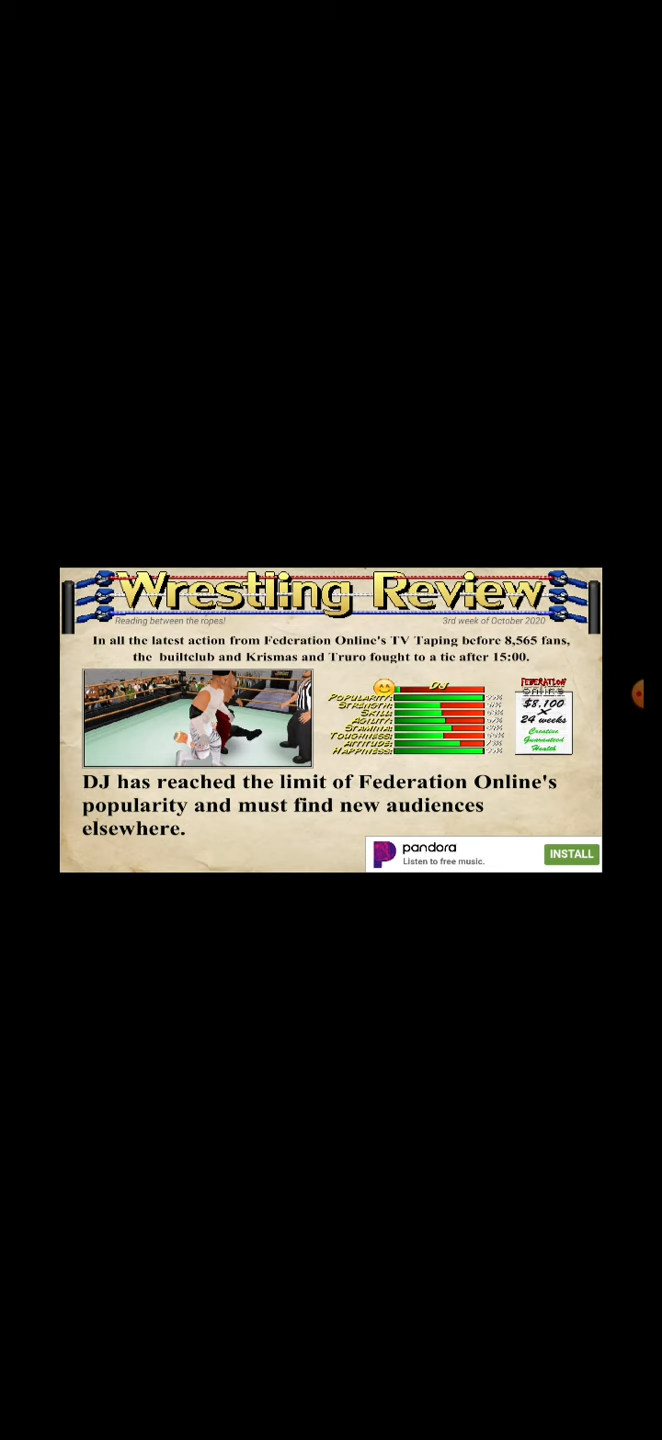 Wrestling Review
Reading between the ropes!
3rd week of October 2020
In all the latest action from Federation Online's TV Taping before 8,565 fans,
the builtclub and Krismas and Truro fought to a tie after 15:00.
DJ
POPULARITY:
STRENGTH:
SKILL:
AGILITY:
STAMINA:
TOUGHNESS:
ATTITUDE:
HAPPINESS:
FEDERATION
ONLINE
$8,100
X
24 weeks
Creative
Guaranteed
Health
DJ has reached the limit of Federation Online's
popularity and must find new audiences
elsewhere.
pandora
Listen to free music.
INSTALL